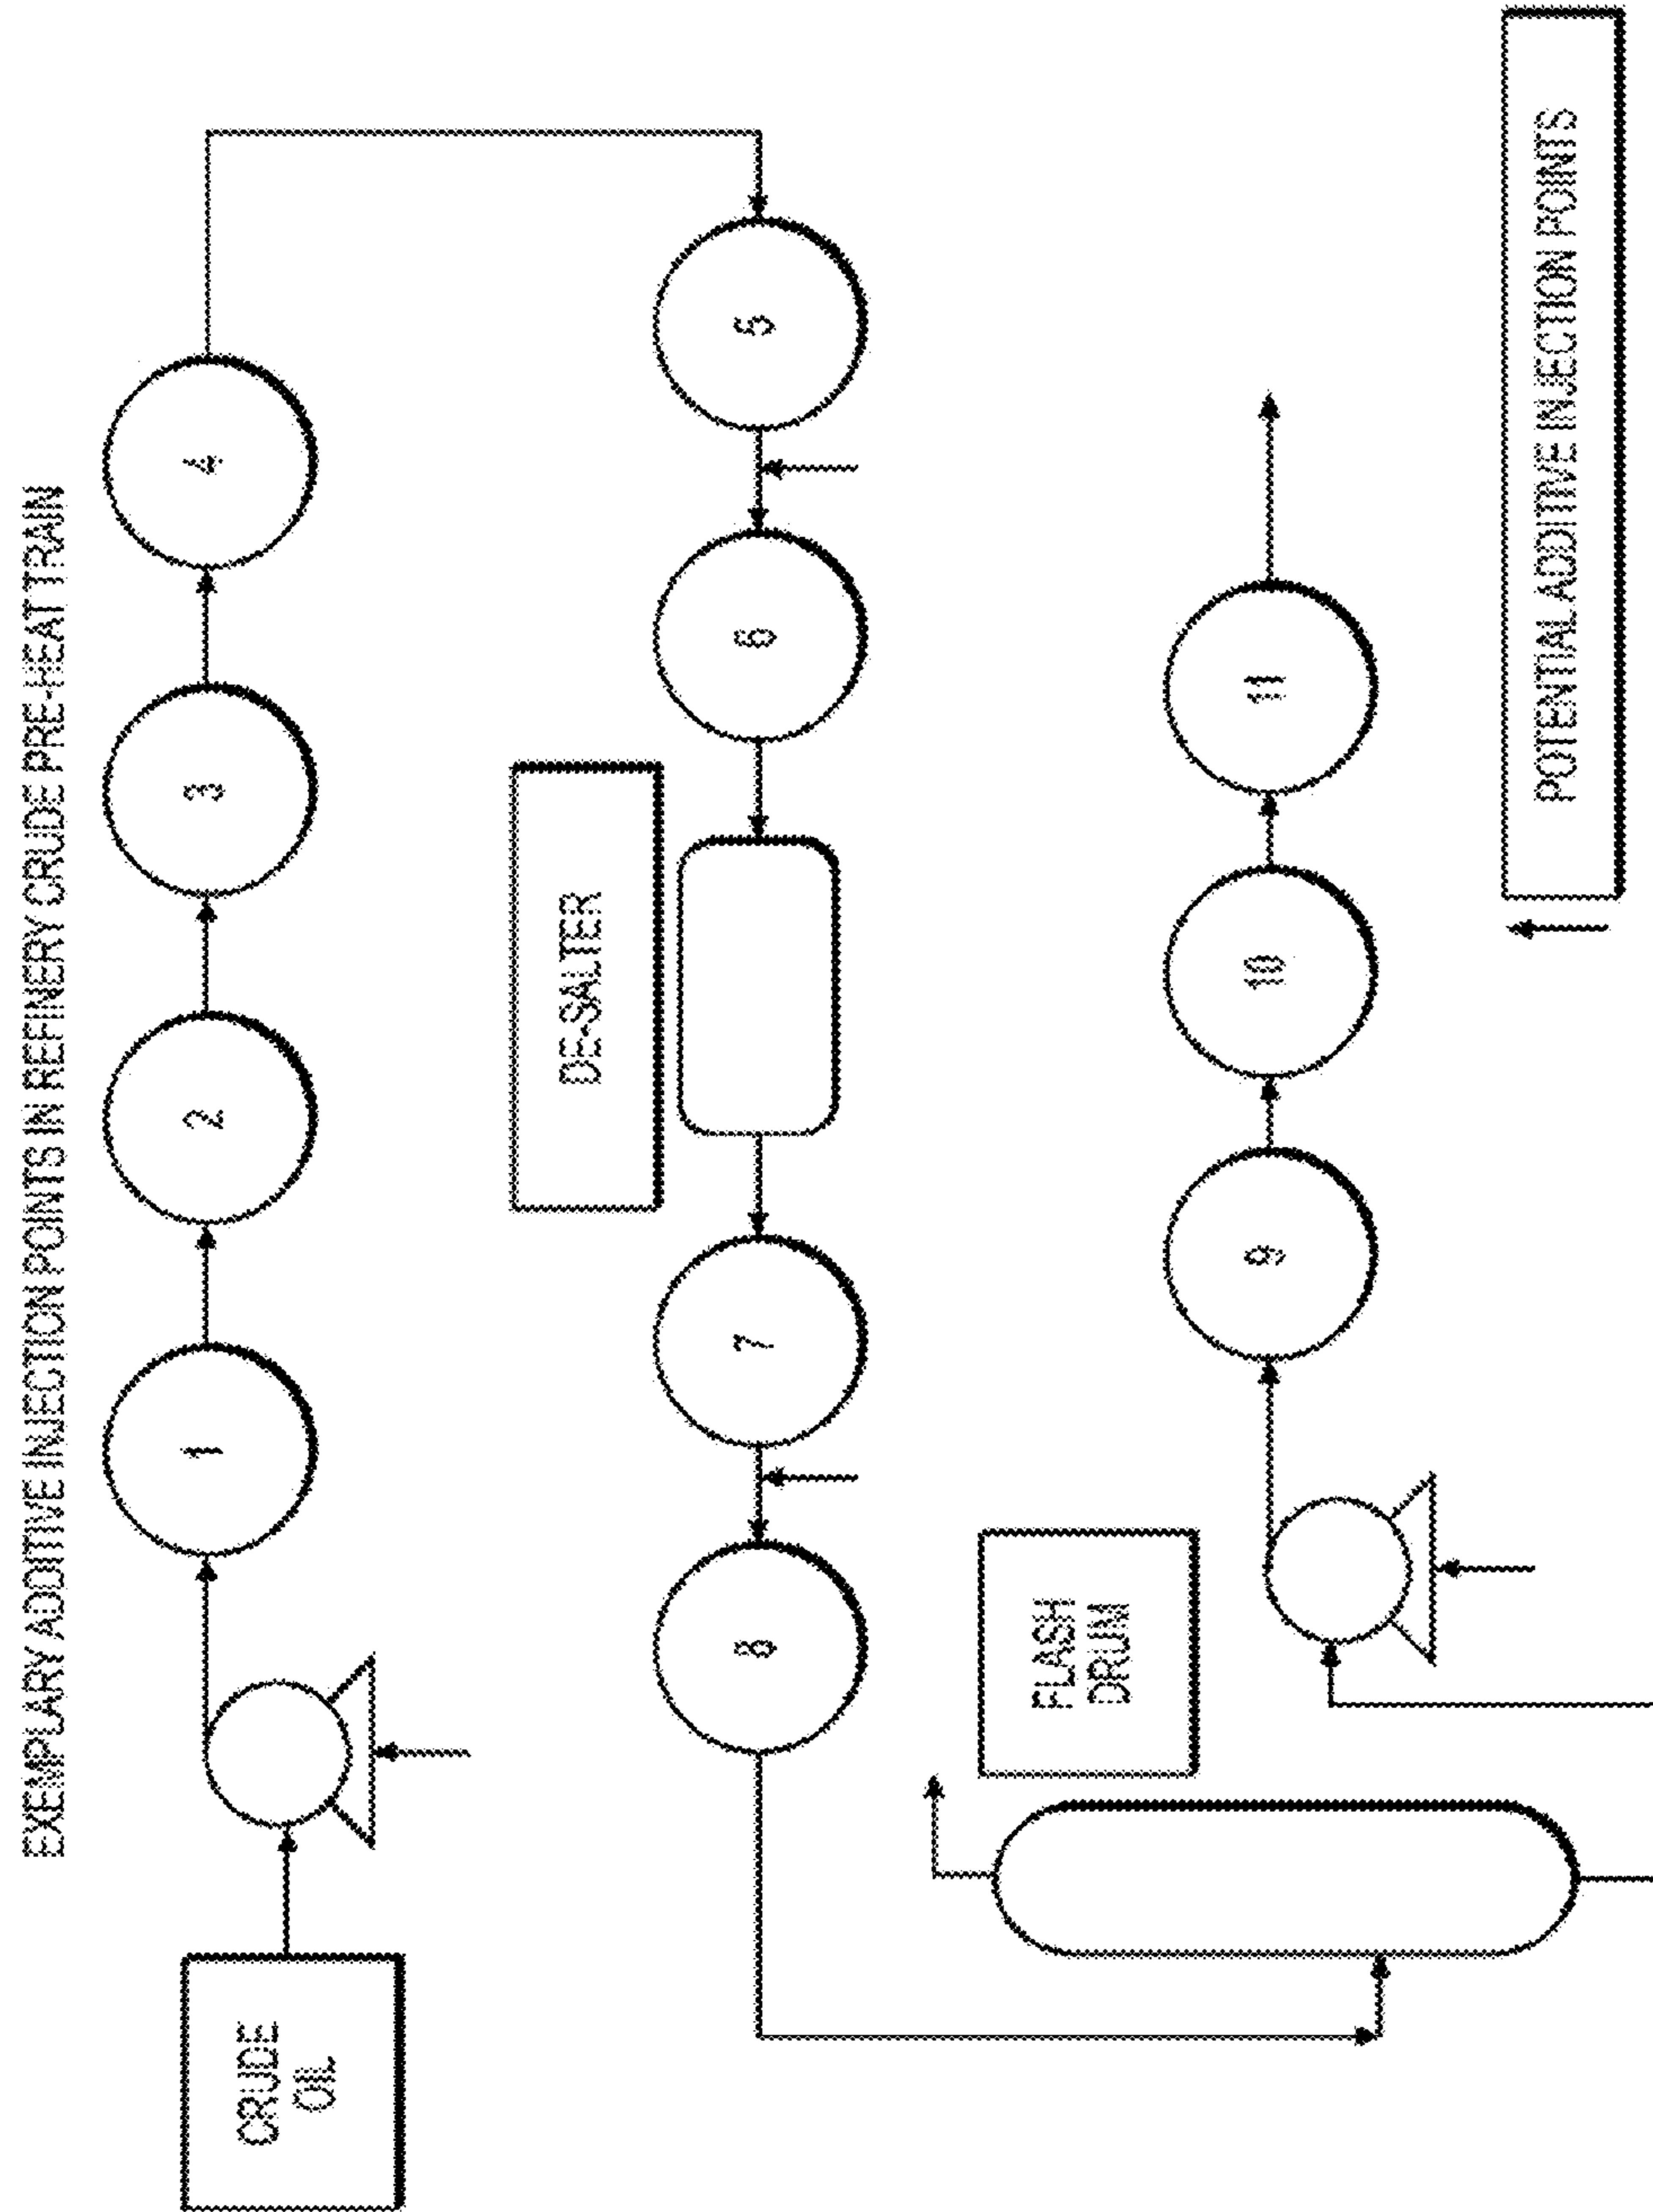 EXEMPLARY ADDITIVE INJECTION POINTS IN REFINERY CRUDE PRE-HEAT TRAIN
CRUDE
OIL
1
2
3
4
5
6
DE-SALTER
7
8
FLASH
DRUM
9
10
11
POTENTIAL ADDITIVE INJECTION POINTS